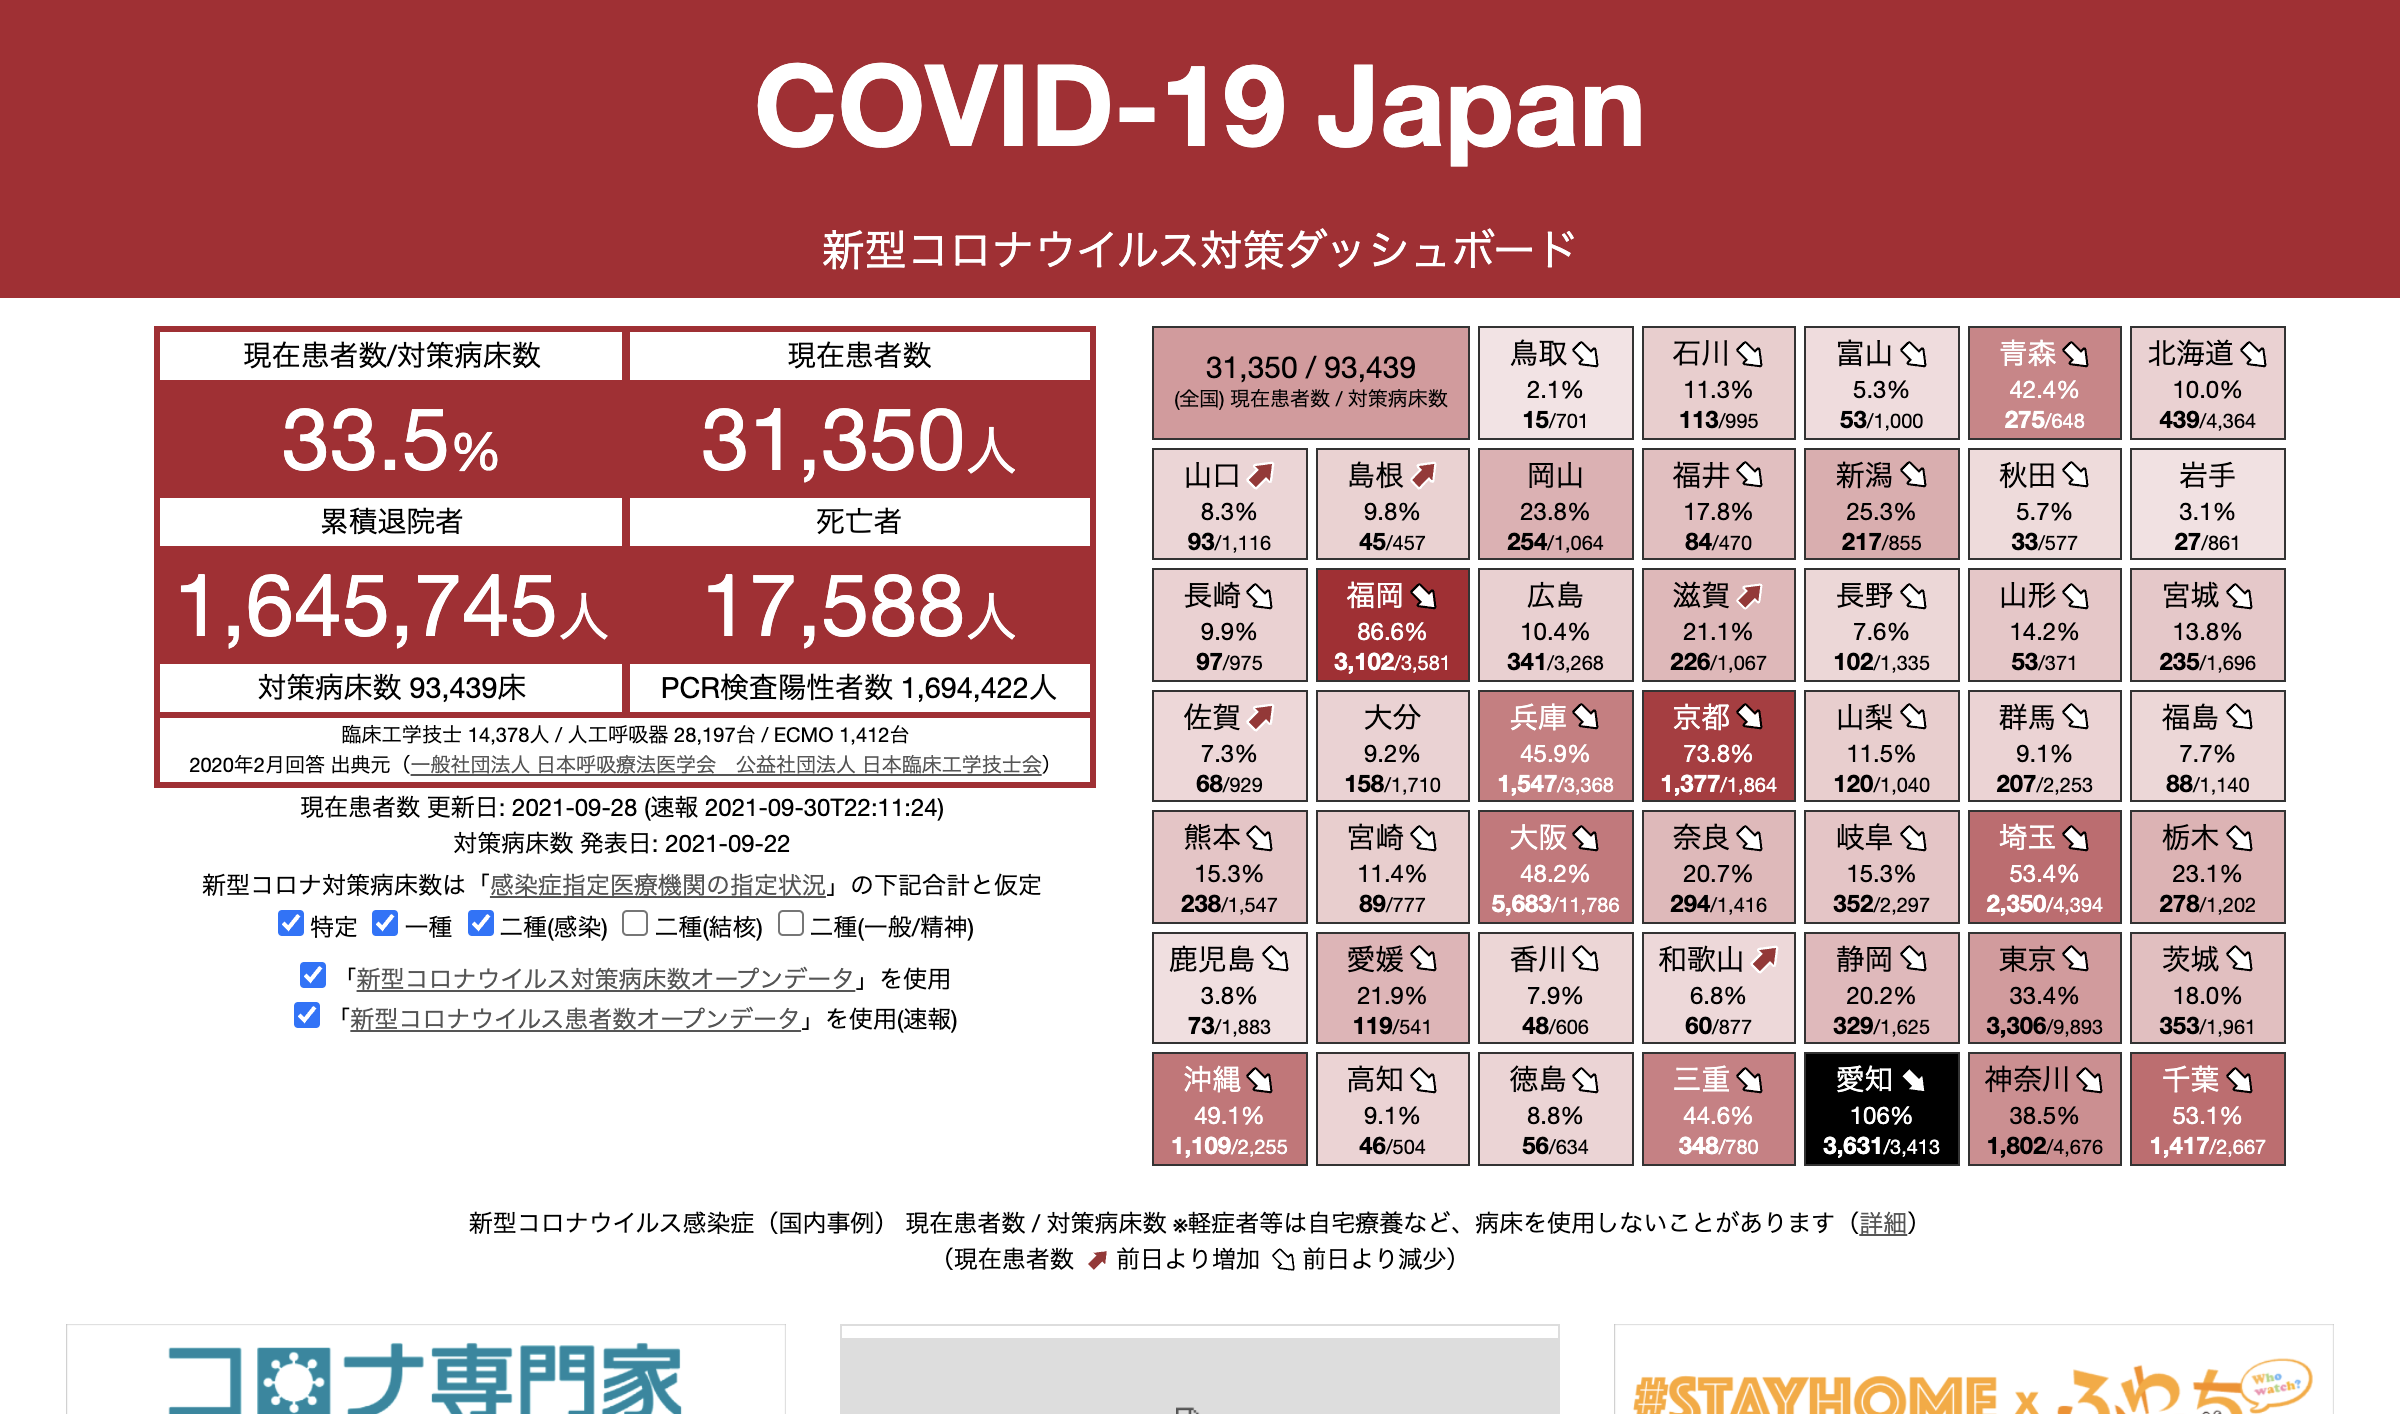 COVID-19 Japan
新型コロナウイルス対策ダッシュボード
現在患者数/対策病床数
現在患者数
33.5%
31,350人
累積退院者
死亡者
1,645,745人
17,588人
対策病床数 93,439床
PCR検査陽性者数 1,694,422人
臨床工学技士 14,378人 / 人工呼吸器 28,197台 / ECMO 1,412台
2020年2月回答 出典元（一般社団法人 日本呼吸療法医学会　公益社団法人 日本臨床工学技士会）
現在患者数 更新日: 2021-09-28 (速報 2021-09-30T22:11:24)
対策病床数 発表日: 2021-09-22
新型コロナ対策病床数は「感染症指定医療機関の指定状況」の下記合計と仮定
特定 一種 二種(感染) 二種(結核) 二種(一般/精神)
「新型コロナウイルス対策病床数オープンデータ」を使用
「新型コロナウイルス患者数オープンデータ」を使用(速報)
31,350 / 93,439
(全国) 現在患者数 / 対策病床数
鳥取
2.1%
15/701
石川
11.3%
113/995
富山
5.3%
53/1,000
青森
42.4%
275/648
北海道
10.0%
439/4,364
山口
8.3%
93/1,116
島根
9.8%
45/457
岡山
23.8%
254/1,064
福井
17.8%
84/470
新潟
25.3%
217/855
秋田
5.7%
33/577
岩手
3.1%
27/861
長崎
9.9%
97/975
福岡
86.6%
3,102/3,581
広島
10.4%
341/3,268
滋賀
21.1%
226/1,067
長野
7.6%
102/1,335
山形
14.2%
53/371
宮城
13.8%
235/1,696
佐賀
7.3%
68/929
大分
9.2%
158/1,710
兵庫
45.9%
1,547/3,368
京都
73.8%
1,377/1,864
山梨
11.5%
120/1,040
群馬
9.1%
207/2,253
福島
7.7%
88/1,140
熊本
15.3%
238/1,547
宮崎
11.4%
89/777
大阪
48.2%
5,683/11,786
奈良
20.7%
294/1,416
岐阜
15.3%
352/2,297
埼玉
53.4%
2,350/4,394
栃木
23.1%
278/1,202
鹿児島
3.8%
73/1,883
愛媛
21.9%
119/541
香川
7.9%
48/606
和歌山
6.8%
60/877
静岡
20.2%
329/1,625
東京
33.4%
3,306/9,893
茨城
18.0%
353/1,961
沖縄
49.1%
1,109/2,255
高知
9.1%
46/504
徳島
8.8%
56/634
三重
44.6%
348/780
愛知
106%
3,631/3,413
神奈川
38.5%
1,802/4,676
千葉
53.1%
1,417/2,667
新型コロナウイルス感染症（国内事例） 現在患者数 / 対策病床数 ※軽症者等は自宅療養など、病床を使用しないことがあります（詳細）
（現在患者数 前日より増加 前日より減少）
コロナ専門家
#STAYHOME x ふわち
Who watch?